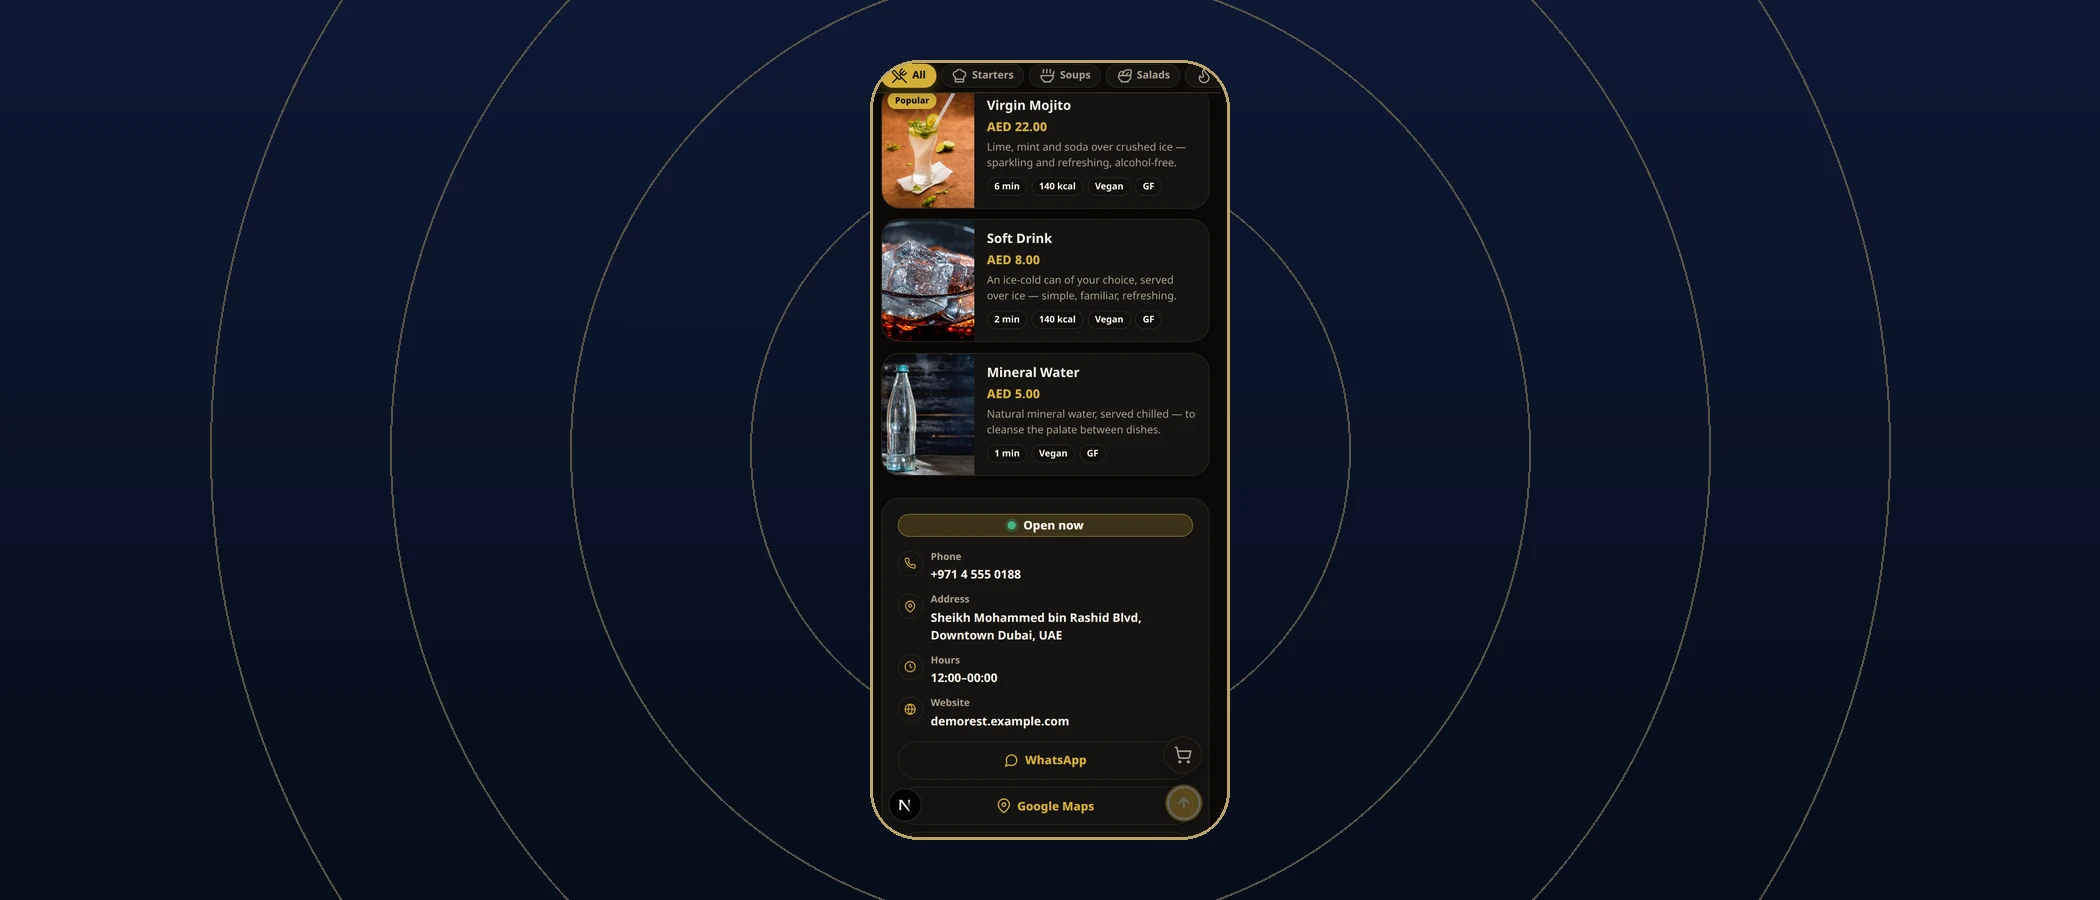 All
Starters
Soups
Salads
Popular
Virgin Mojito
AED 22.00
Lime, mint and soda over crushed ice —
sparkling and refreshing, alcohol-free.
6 min
140 kcal
Vegan
GF
Soft Drink
AED 8.00
An ice-cold can of your choice, served
over ice — simple, familiar, refreshing.
2 min
140 kcal
Vegan
GF
Mineral Water
AED 5.00
Natural mineral water, served chilled — to
cleanse the palate between dishes.
1 min
Vegan
GF
Open now
Phone
+971 4 555 0188
Address
Sheikh Mohammed bin Rashid Blvd,
Downtown Dubai, UAE
Hours
12:00–00:00
Website
demorest.example.com
WhatsApp
Google Maps
N